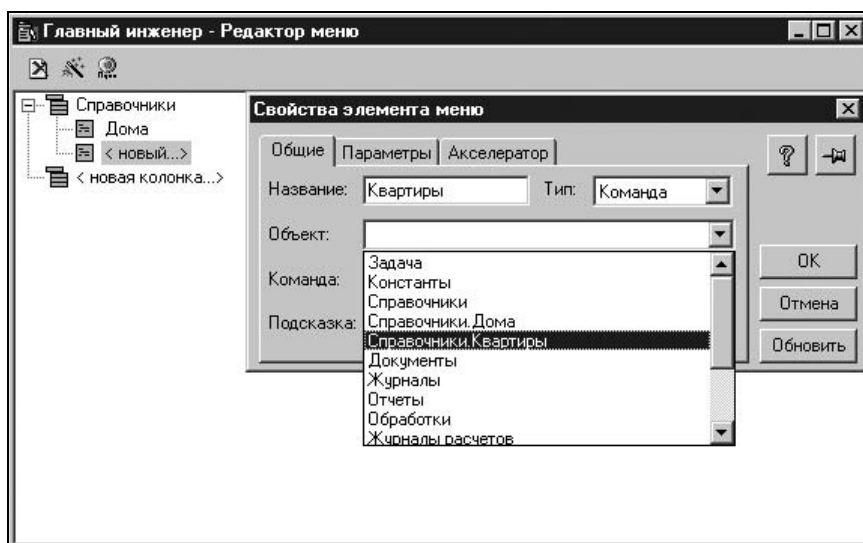 Главный инженер - Редактор меню
Справочники
Дома
< новый...>
< новая колонка...>
Свойства элемента меню
Общие Параметры Акселератор
Название: Квартиры Тип: Команда
Объект:
Задача
Константы
Справочники
Справочники.Дома
Справочники.Квартиры
Документы
Журналы
Отчеты
Обработки
Журналы расчетов
Команда:
Подсказка:
OK
Отмена
Обновить